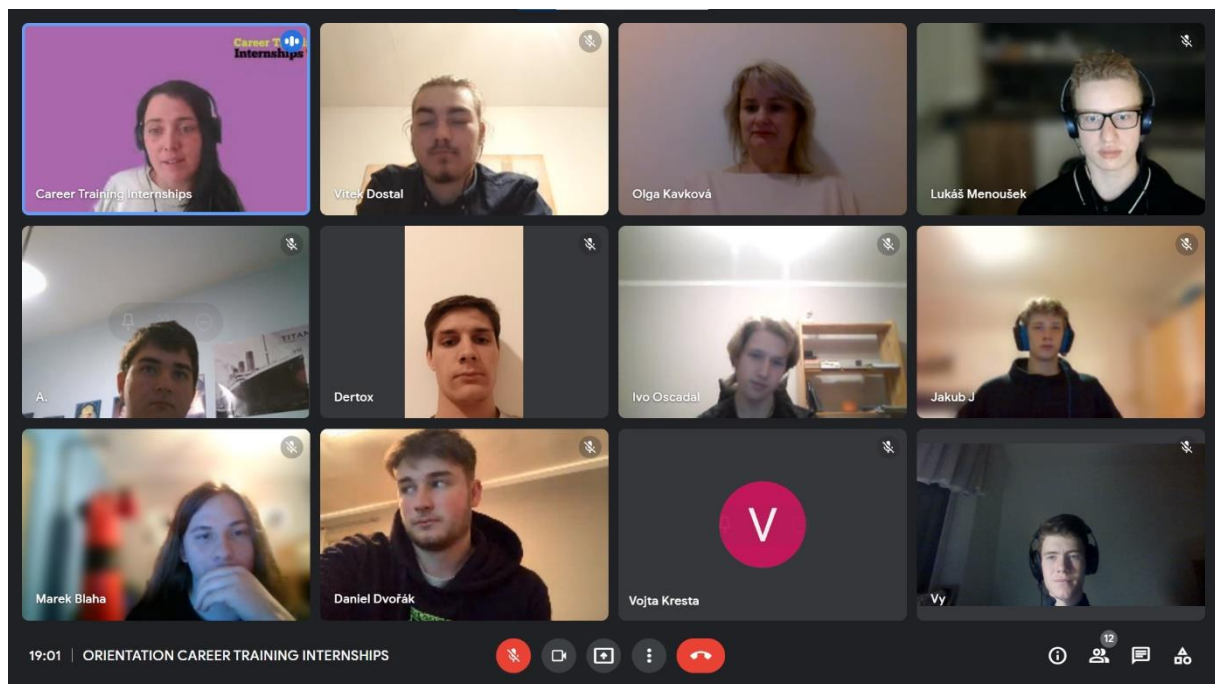 Career T
Internships
Career Training Internships
Vítek Dostal
Olga Kavková
Lukáš Menoušek
TITAN
A.
Dertox
Ivo Oscadal
Jakub J
Marek Blaha
Daniel Dvořák
V
Vojta Kresta
Vy
19:01 | ORIENTATION CAREER TRAINING INTERNSHIPS
12